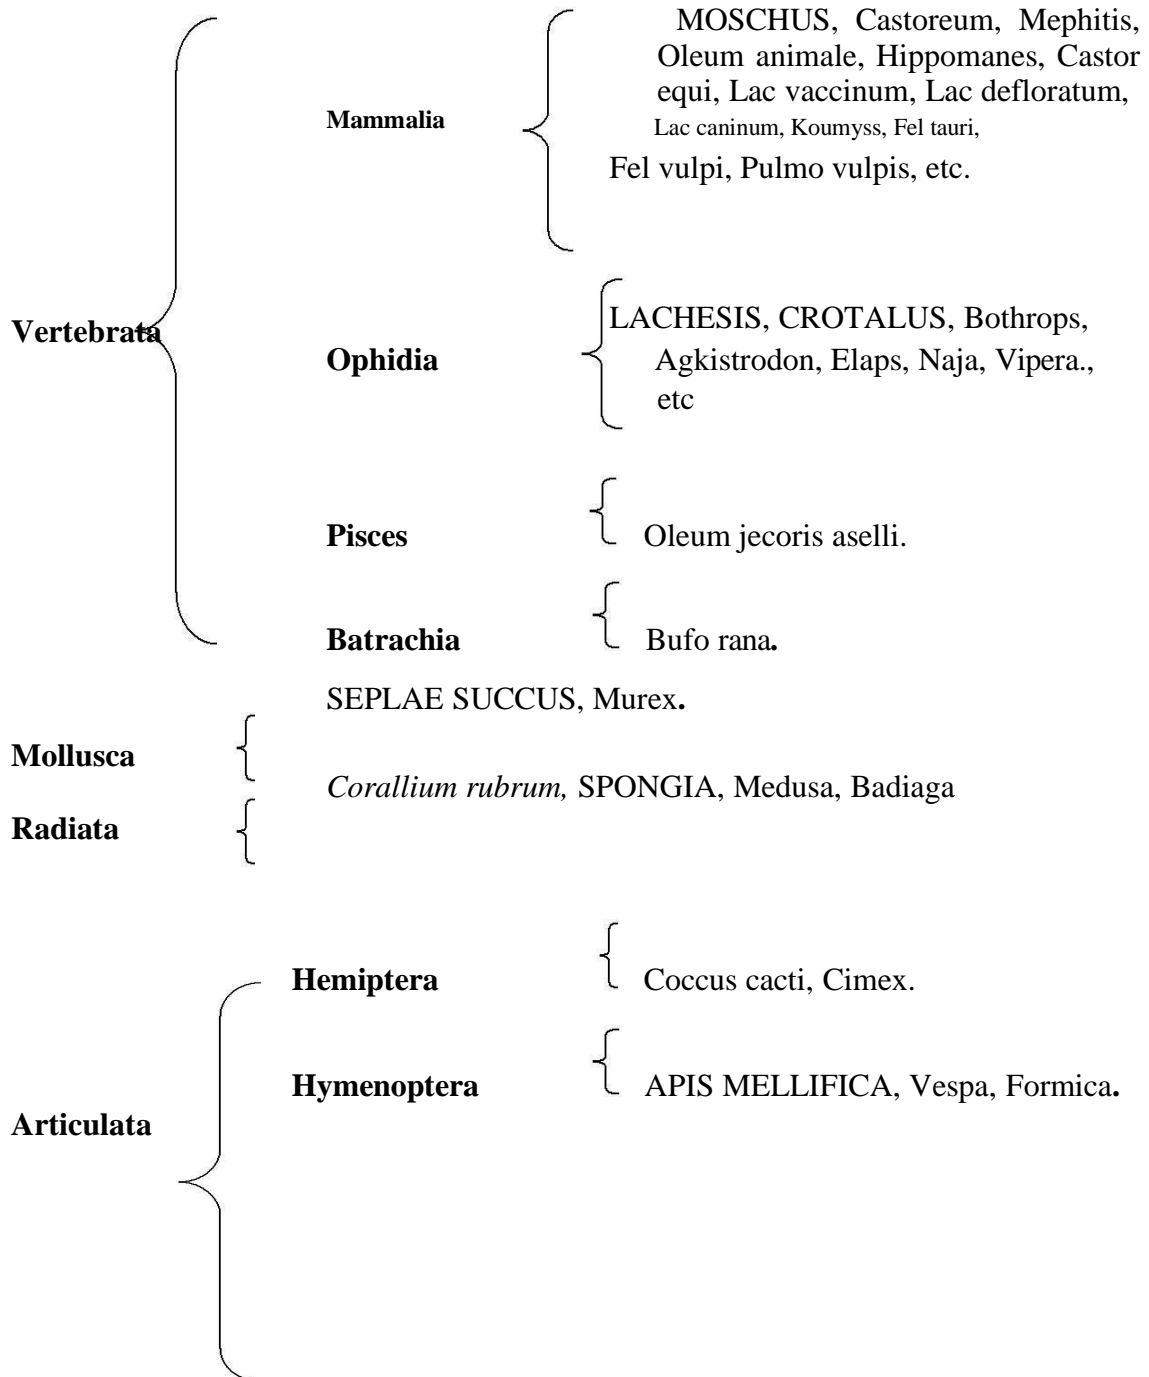 MOSCHUS, Castoreum, Mephitis,
Oleum animale, Hippomanes, Castor
equi, Lac vaccinum, Lac defloratum,
Mammalia
Lac caninum, Koumyss, Fel tauri,
Fel vulpi, Pulmo vulpis, etc.
Vertebrata
LACHESIS, CROTALUS, Bothrops,
Ophidia
Agkistrodon, Elaps, Naja, Vipera.,
etc
Pisces
Oleum jecoris aselli.
Batrachia
Bufo rana.
SEPLAE SUCCUS, Murex.
Mollusca
Corallium rubrum, SPONGIA, Medusa, Badiaga
Radiata
Hemiptera
Coccus cacti, Cimex.
Hymenoptera
APIS MELLIFICA, Vespa, Formica.
Articulata